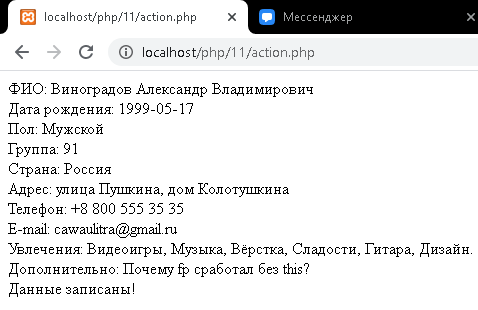 localhost/php/11/action.php
Мессенджер
localhost/php/11/action.php
ФИО: Виноградов Александр Владимирович
Дата рождения: 1999-05-17
Пол: Мужской
Группа: 91
Страна: Россия
Адрес: улица Пушкина, дом Колотушкина
Телефон: +8 800 555 35 35
E-mail: cawaulitra@gmail.ru
Увлечения: Видеоигры, Музыка, Вёрстка, Сладости, Гитара, Дизайн.
Дополнительно: Почему fp сработал без this?
Данные записаны!